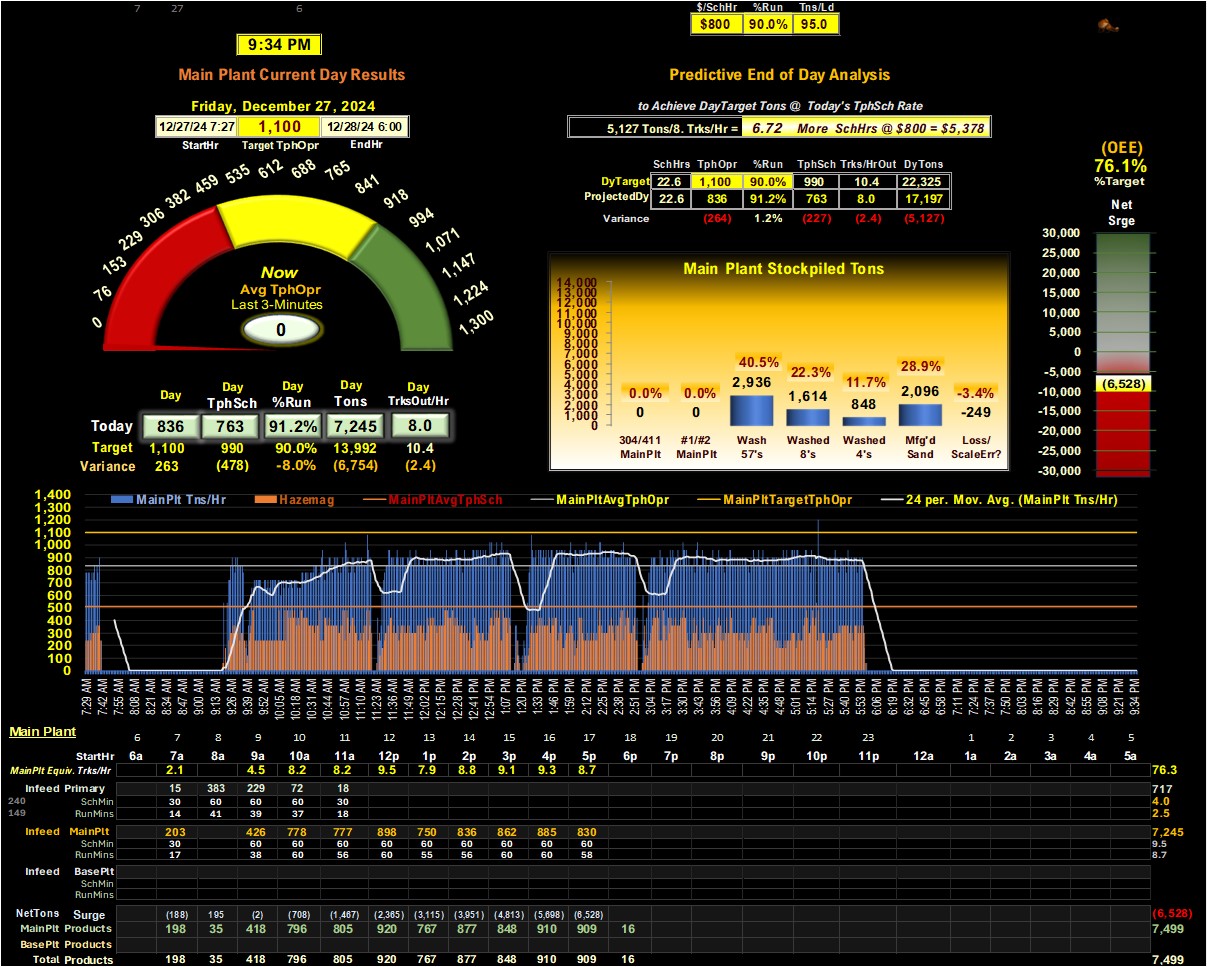 7 27 6
$/SchHr %Run Tns/Ld
$800 90.0% 95.0
9:34 PM
Main Plant Current Day Results
Predictive End of Day Analysis
Friday, December 27, 2024
to Achieve DayTarget Tons @ Today's TphSch Rate
12/27/24 7:27 1,100 12/28/24 6:00
StartHr Target TphOpr EndHr
5,127 Tons/8. Trks/Hr = 6.72 More SchHrs @ $800 = $5,378
(OEE)
76.1%
%Target
Net
Srge
SchHrs TphOpr %Run TphSch Trks/HrOut DyTons
DyTarget 22.6 1,100 90.0% 990 10.4 22,325
ProjectedDy 22.6 836 91.2% 763 8.0 17,197
Variance (264) 1.2% (227) (2.4) (5,127)
0 76 153 229 306 382 459 535 612 688 765 841 918 994 1,071 1,147 1,224 1,300
Now
Avg TphOpr
Last 3-Minutes
0
30,000
25,000
20,000
15,000
10,000
5,000
0
-5,000
(6,528)
-10,000
-15,000
-20,000
-25,000
-30,000
Main Plant Stockpiled Tons
14,000
13,000
12,000
11,000
10,000
9,000
8,000
7,000
6,000
5,000
4,000
3,000
2,000
1,000
0
0.0% 0.0% 40.5% 22.3% 11.7% 28.9% -3.4%
0 0 2,936 1,614 848 2,096 -249
304/411 #1/#2 Wash Washed Washed Mfg'd Loss/
MainPlt MainPlt 57's 8's 4's Sand ScaleErr?
Day Day Day Day Day
TphSch %Run Tons TrksOut/Hr
Today 836 763 91.2% 7,245 8.0
Target 1,100 990 90.0% 13,992 10.4
Variance 263 (478) -8.0% (6,754) (2.4)
MainPlt Tns/Hr Hazemag MainPltAvgTphSch MainPltAvgTphOpr MainPltTargetTphOpr 24 per. Mov. Avg. (MainPlt Tns/Hr)
1,400
1,300
1,200
1,100
1,000
900
800
700
600
500
400
300
200
100
0
7:29 AM 7:42 AM 7:55 AM 8:08 AM 8:21 AM 8:34 AM 8:47 AM 9:00 AM 9:13 AM 9:26 AM 9:39 AM 9:52 AM 10:05 AM 10:18 AM 10:31 AM 10:44 AM 10:57 AM 11:10 AM 11:23 AM 11:36 AM 11:49 AM 12:02 PM 12:15 PM 12:28 PM 12:41 PM 12:54 PM 1:07 PM 1:20 PM 1:33 PM 1:46 PM 1:59 PM 2:12 PM 2:25 PM 2:38 PM 2:51 PM 3:04 PM 3:17 PM 3:30 PM 3:43 PM 3:56 PM 4:09 PM 4:22 PM 4:35 PM 4:48 PM 5:01 PM 5:14 PM 5:27 PM 5:40 PM 5:53 PM 6:06 PM 6:19 PM 6:32 PM 6:45 PM 6:58 PM 7:11 PM 7:24 PM 7:37 PM 7:50 PM 8:03 PM 8:16 PM 8:29 PM 8:42 PM 8:55 PM 9:08 PM 9:21 PM 9:34 PM
Main Plant
6 7 8 9 10 11 12 13 14 15 16 17 18 19 20 21 22 23 1 2 3 4 5
StartHr 6a 7a 8a 9a 10a 11a 12p 1p 2p 3p 4p 5p 6p 7p 8p 9p 10p 11p 12a 1a 2a 3a 4a 5a
MainPlt Equiv. Trks/Hr 2.1 4.5 8.2 8.2 9.5 7.9 8.8 9.1 9.3 8.7 76.3
Infeed Primary 15 383 229 72 18 717
240 SchMin 30 60 60 60 30 4.0
149 RunMins 14 41 39 37 18 2.5
Infeed MainPlt 203 426 778 777 898 750 836 862 885 830 7,245
SchMin 30 60 60 60 60 60 60 60 60 60 9.5
RunMins 17 38 60 56 60 55 56 60 60 58 8.7
Infeed BasePlt
SchMin
RunMins
NetTons Surge (188) 195 (2) (708) (1,467) (2,365) (3,115) (3,951) (4,813) (5,698) (6,528) (6,528)
MainPlt Products 198 35 418 796 805 920 767 877 848 910 909 16 7,499
BasePlt Products
Total Products 198 35 418 796 805 920 767 877 848 910 909 16 7,499